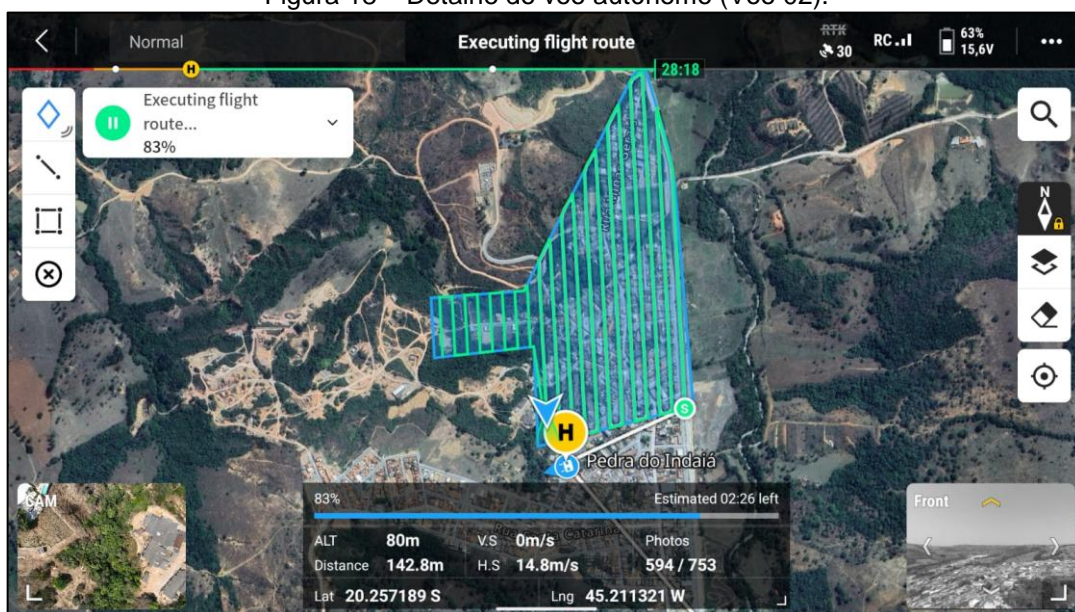 Figura 18 – Detalhe do voo autônomo (Voo 02).
Normal
Executing flight route
RTK
30
RC
63%
15,6V
H
28:18
Executing flight
route...
83%
N
S
H
H
Pedra do Indaiá
CAM
83%
Estimated 02:26 left
ALT 80m V.S 0m/s Photos
Distance 142.8m H.S 14.8m/s 594 / 753
Lat 20.257189 S Lng 45.211321 W
Front